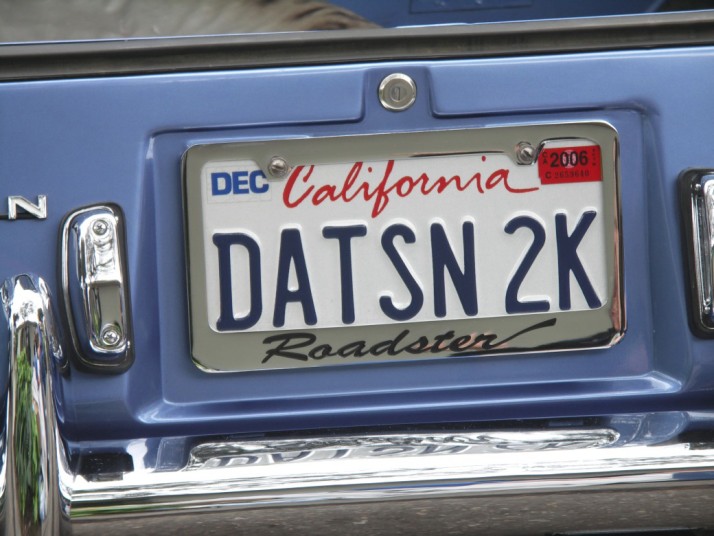 DEC California 2006
DATSN 2K
Roadster
N